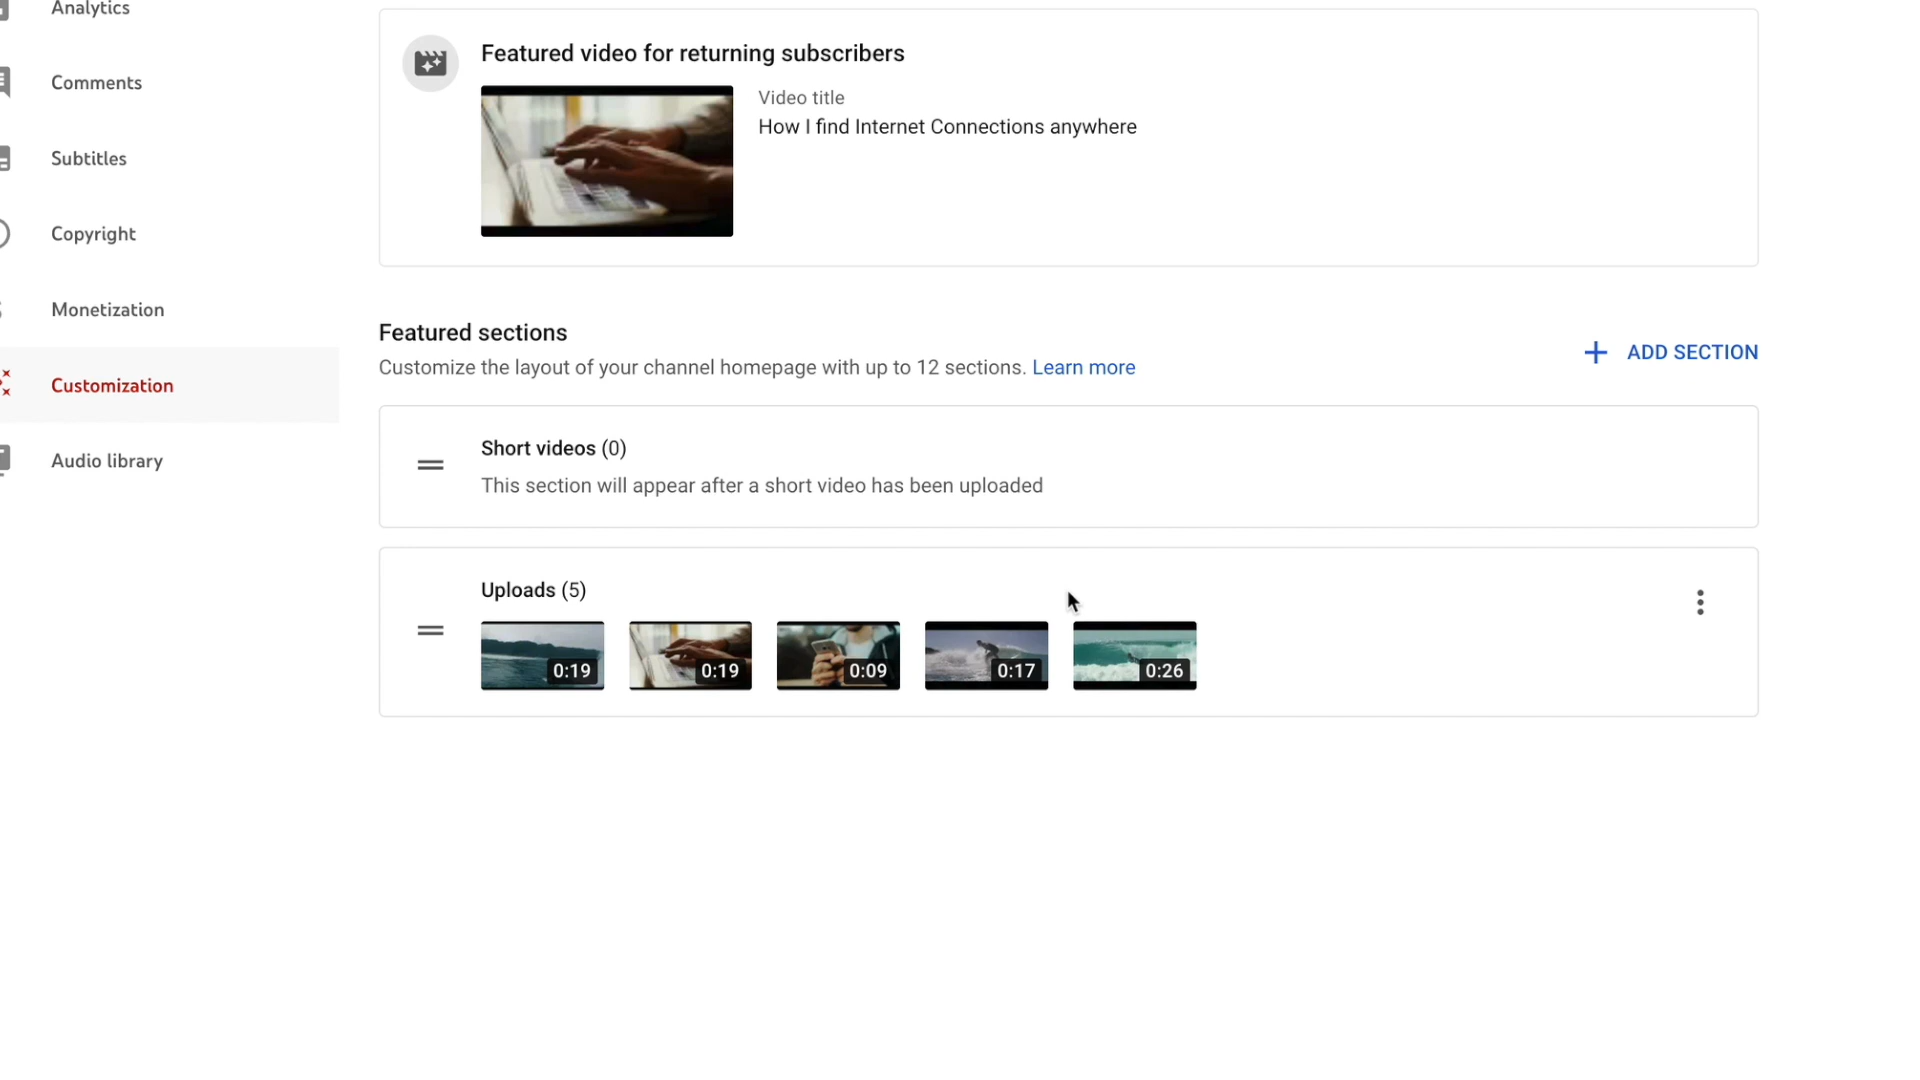 Analytics
Comments
Subtitles
Copyright
Monetization
Customization
Audio library
Featured video for returning subscribers
Video title
How I find Internet Connections anywhere
Featured sections
Customize the layout of your channel homepage with up to 12 sections. Learn more
ADD SECTION
Short videos (0)
This section will appear after a short video has been uploaded
Uploads (5)
0:19 0:19 0:09 0:17 0:26